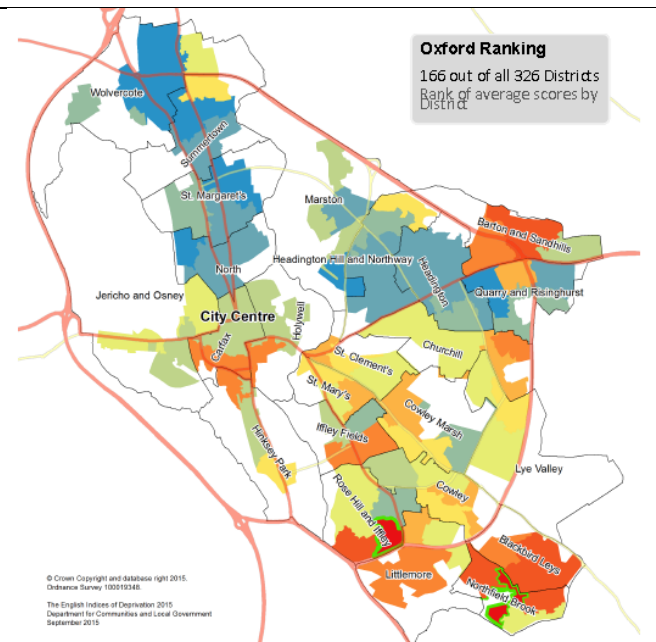 Oxford Ranking
166 out of all 326 Districts
Rank of average scores by
District
Wolvercote
Summertown
St. Margaret's
Marston
Barton and Sandhills
North
Headington Hill and Northway
Headington
Quarry and Risinghurst
Jericho and Osney
City Centre
Holywell
Carfax
St. Clement's
Churchill
St. Mary's
Cowley Marsh
Iffley Fields
Hinksey Park
Lye Valley
Rose Hill and Iffley
Cowley
Blackbird Leys
Littlemore
Northfield Brook
© Crown Copyright and database right 2015.
Ordnance Survey 100019348.
The English Indices of Deprivation 2015
Department for Communities and Local Government
September 2015